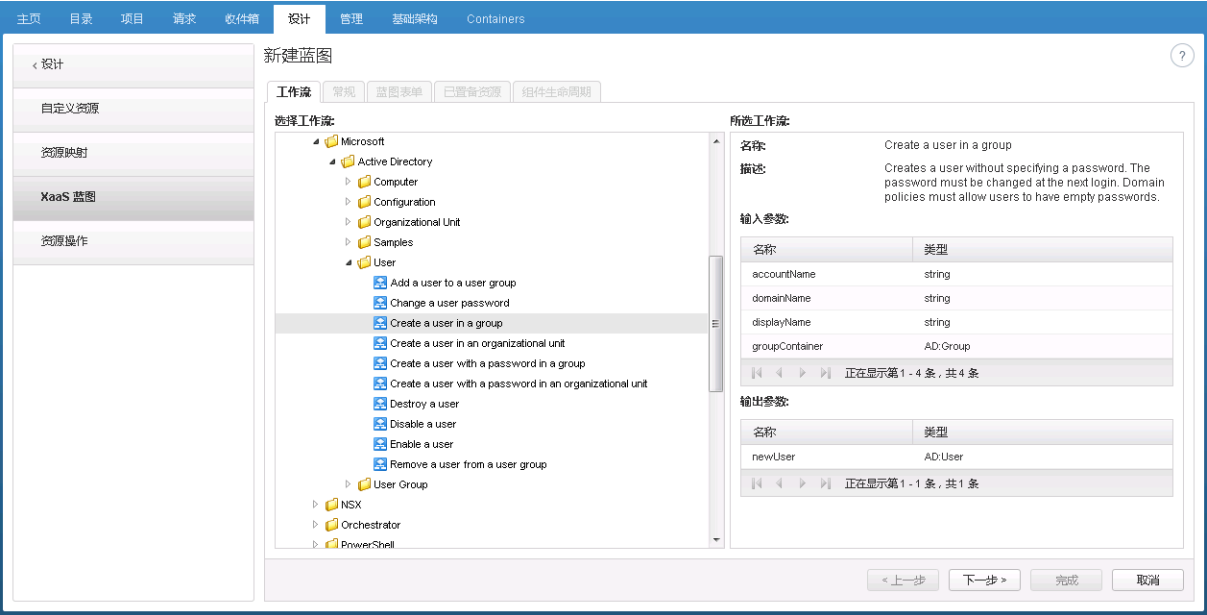 主页 目录 项目 请求 收件箱 设计 管理 基础架构 Containers
‹ 设计
自定义资源
资源映射
XaaS 蓝图
资源操作
新建蓝图
?
工作流 常规 蓝图表单 已置备资源 组件生命周期
选择工作流:
Microsoft
Active Directory
Computer
Configuration
Organizational Unit
Samples
User
Add a user to a user group
Change a user password
Create a user in a group
Create a user in an organizational unit
Create a user with a password in a group
Create a user with a password in an organizational unit
Destroy a user
Disable a user
Enable a user
Remove a user from a user group
User Group
NSX
Orchestrator
PowerShell
所选工作流:
名称: Create a user in a group
描述: Creates a user without specifying a password. The
password must be changed at the next login. Domain
policies must allow users to have empty passwords.
输入参数:
名称 类型
accountName string
domainName string
displayName string
groupContainer AD:Group
正在显示第 1 - 4 条，共 4 条
输出参数:
名称 类型
newUser AD:User
正在显示第 1 - 1 条，共 1 条
« 上一步 下一步 » 完成 取消